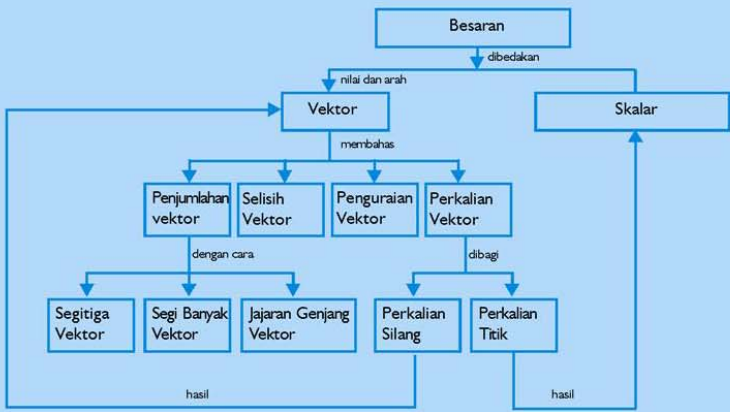 Besaran
dibedakan
nilai dan arah
Vektor
Skalar
membahas
Penjumlahan
vektor
Selisih
Vektor
Penguraian
Vektor
Perkalian
Vektor
dengan cara
dibagi
Segitiga
Vektor
Segi Banyak
Vektor
Jajaran Genjang
Vektor
Perkalian
Silang
Perkalian
Titik
hasil
hasil